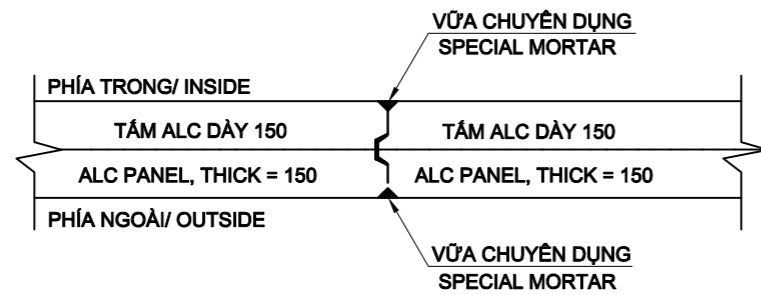 VỮA CHUYÊN DỤNG
SPECIAL MORTAR
PHÍA TRONG/ INSIDE
TẤM ALC DÀY 150
TẤM ALC DÀY 150
ALC PANEL, THICK = 150
ALC PANEL, THICK = 150
PHÍA NGOÀI/ OUTSIDE
VỮA CHUYÊN DỤNG
SPECIAL MORTAR